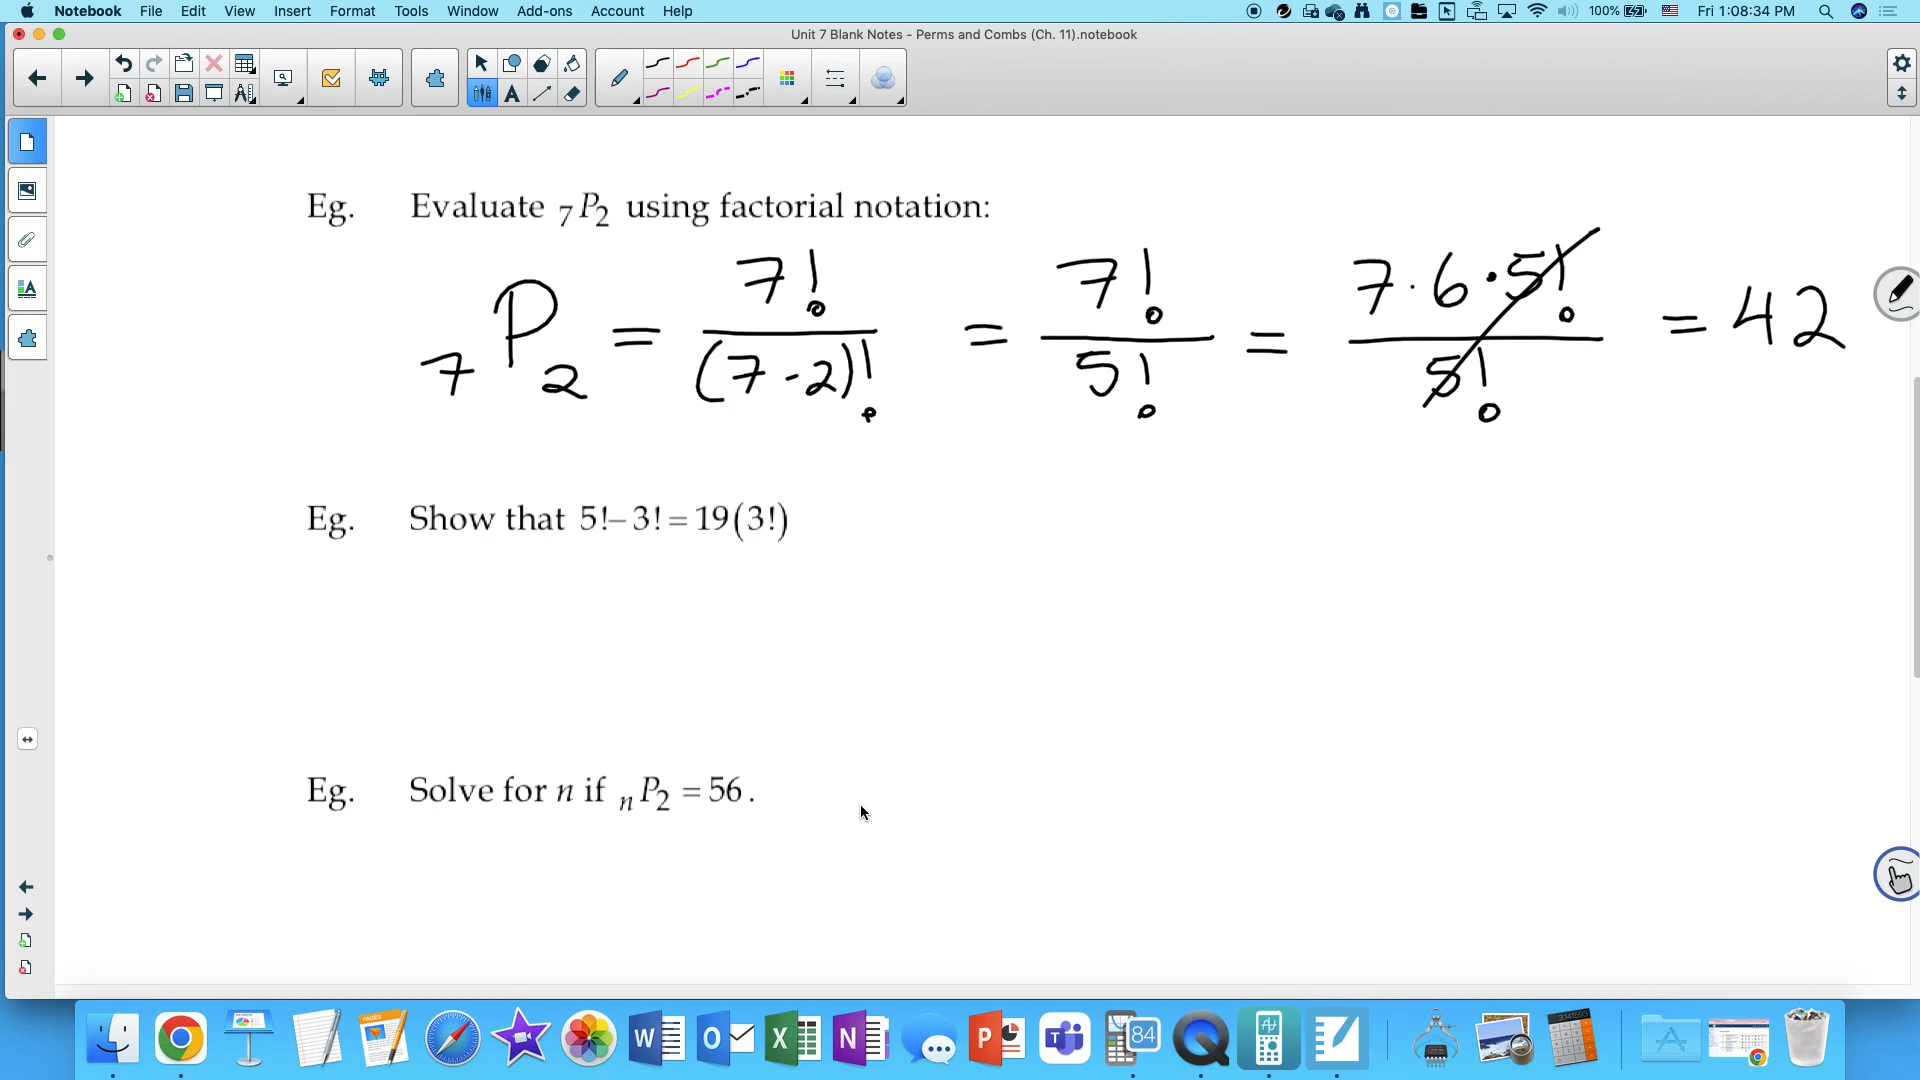 Notebook File Edit View Insert Format Tools Window Add-ons Account Help 100% Fri 1:08:34 PM
Unit 7 Blank Notes - Perms and Combs (Ch. 11).notebook
Eg. Evaluate ₇P₂ using factorial notation:
₇P₂ = 7!/(7-2)! = 7!/5! = 7·6·5!/5! = 42
Eg. Show that 5!–3! = 19(3!)
Eg. Solve for n if ₙP₂ = 56.